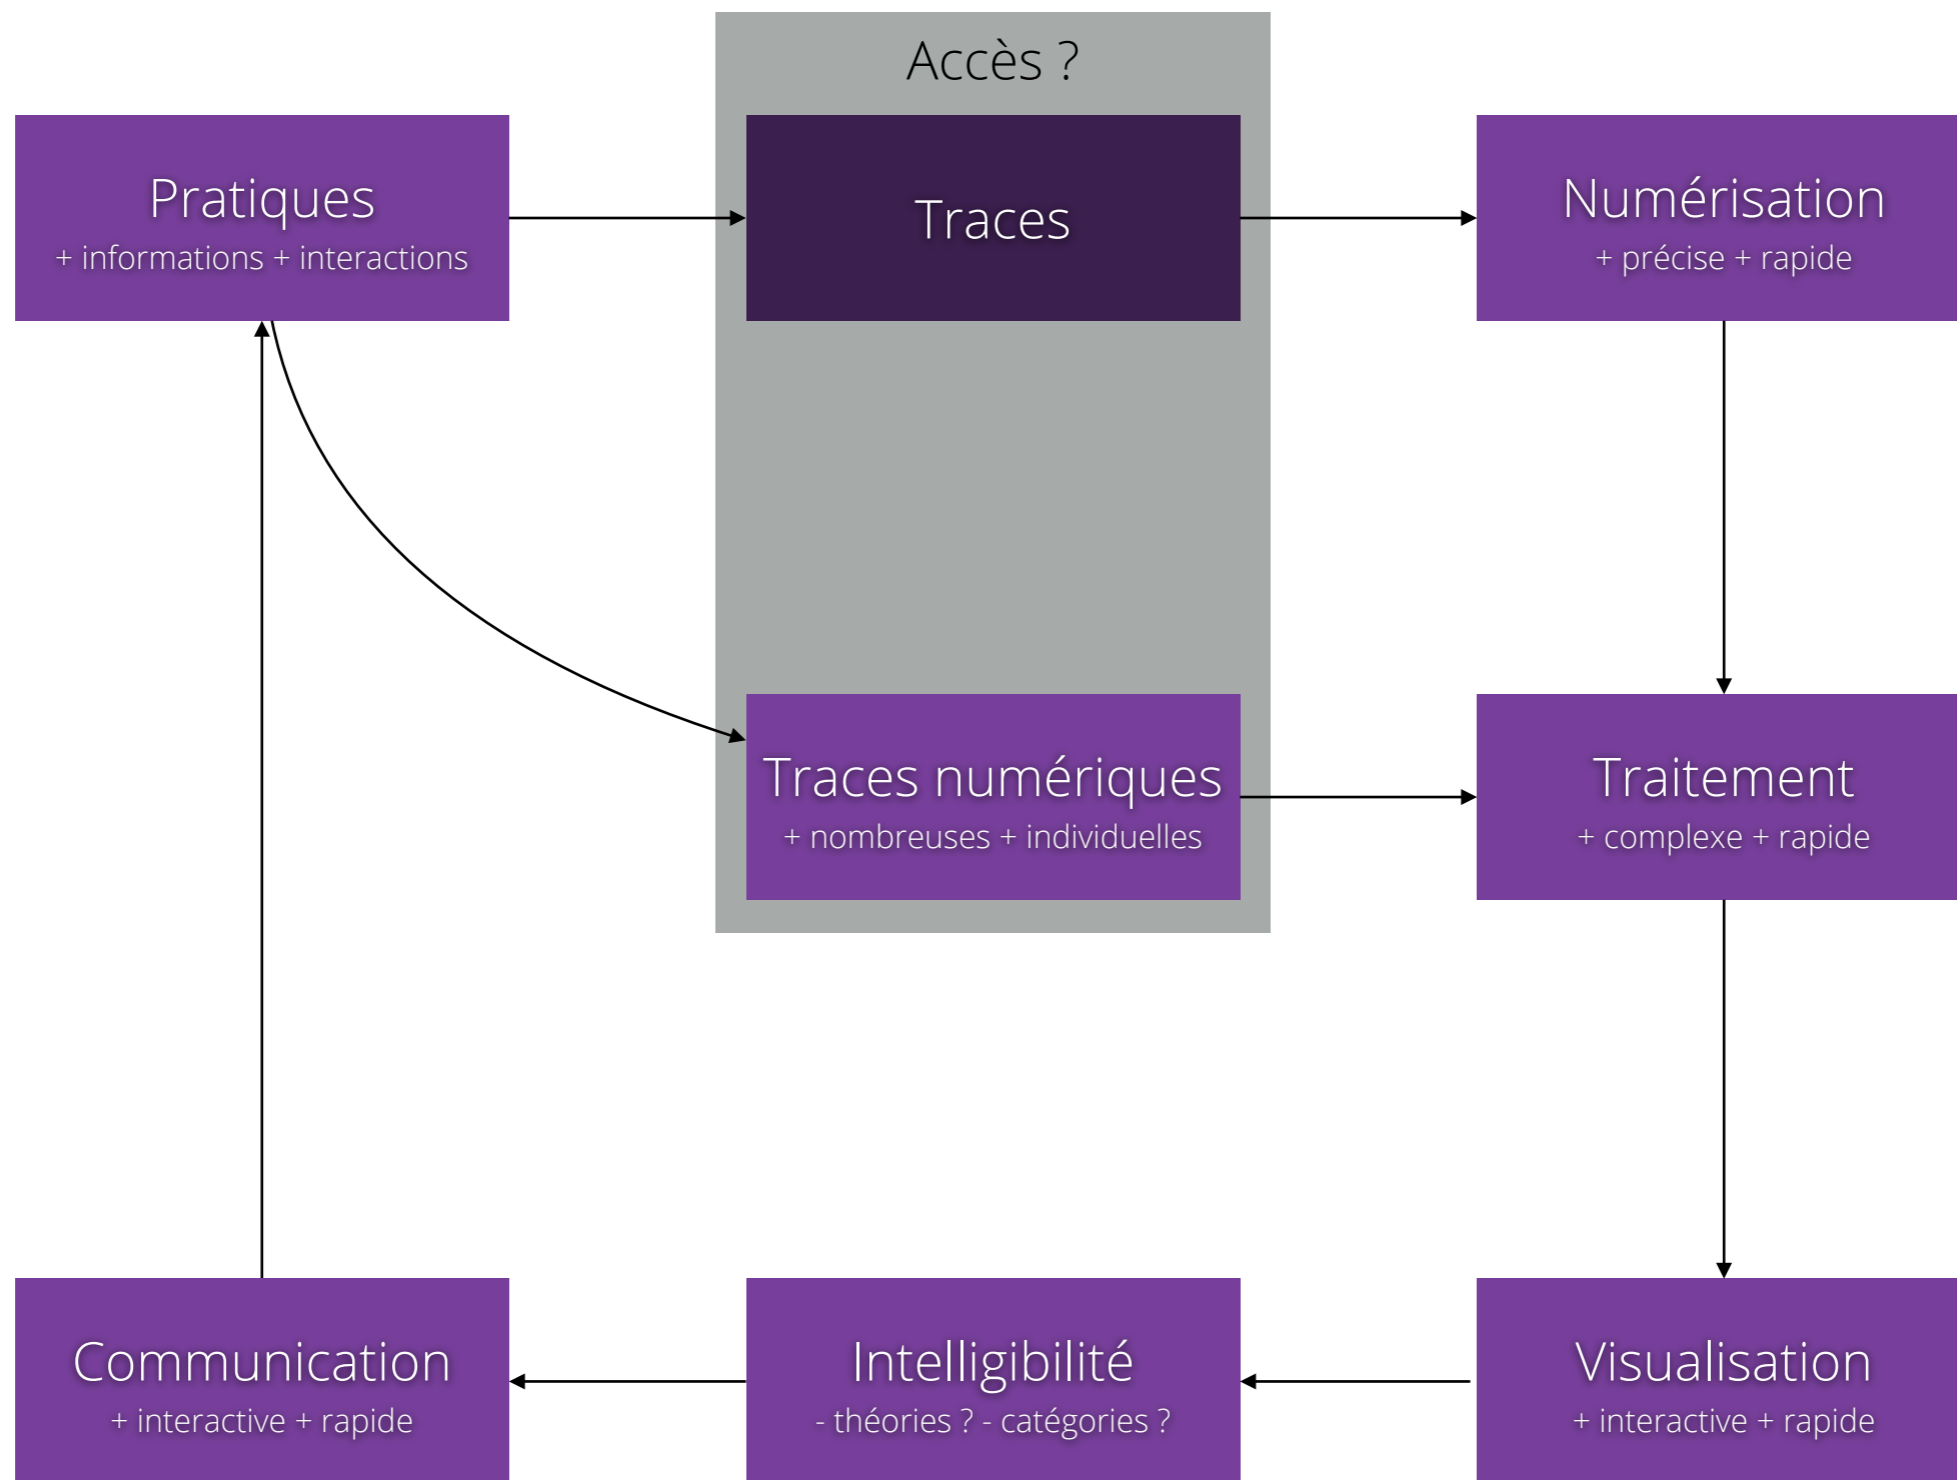 Accès ?
Pratiques
+ informations + interactions
Traces
Numérisation
+ précise + rapide
Traces numériques
+ nombreuses + individuelles
Traitement
+ complexe + rapide
Communication
+ interactive + rapide
Intelligibilité
- théories ? - catégories ?
Visualisation
+ interactive + rapide